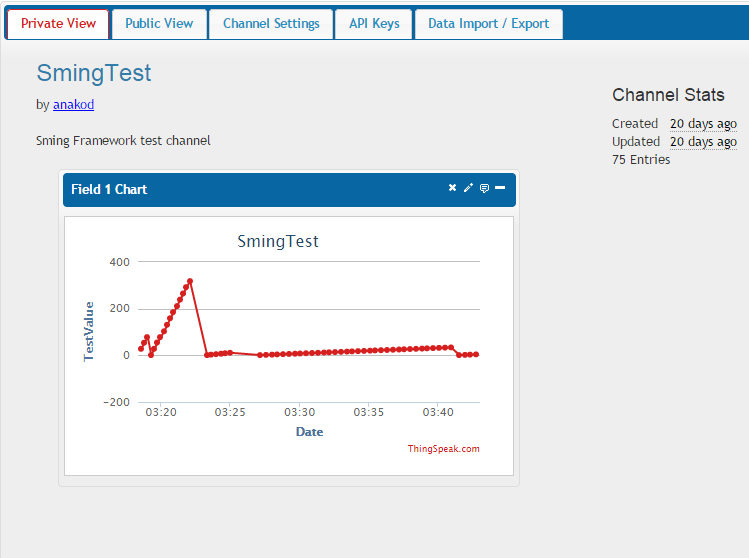 Private View
Public View
Channel Settings
API Keys
Data Import / Export
SmingTest
by anakod
Sming Framework test channel
Channel Stats
Created 20 days ago
Updated 20 days ago
75 Entries
Field 1 Chart
SmingTest
400
200
0
-200
TestValue
03:20 03:25 03:30 03:35 03:40
Date
ThingSpeak.com